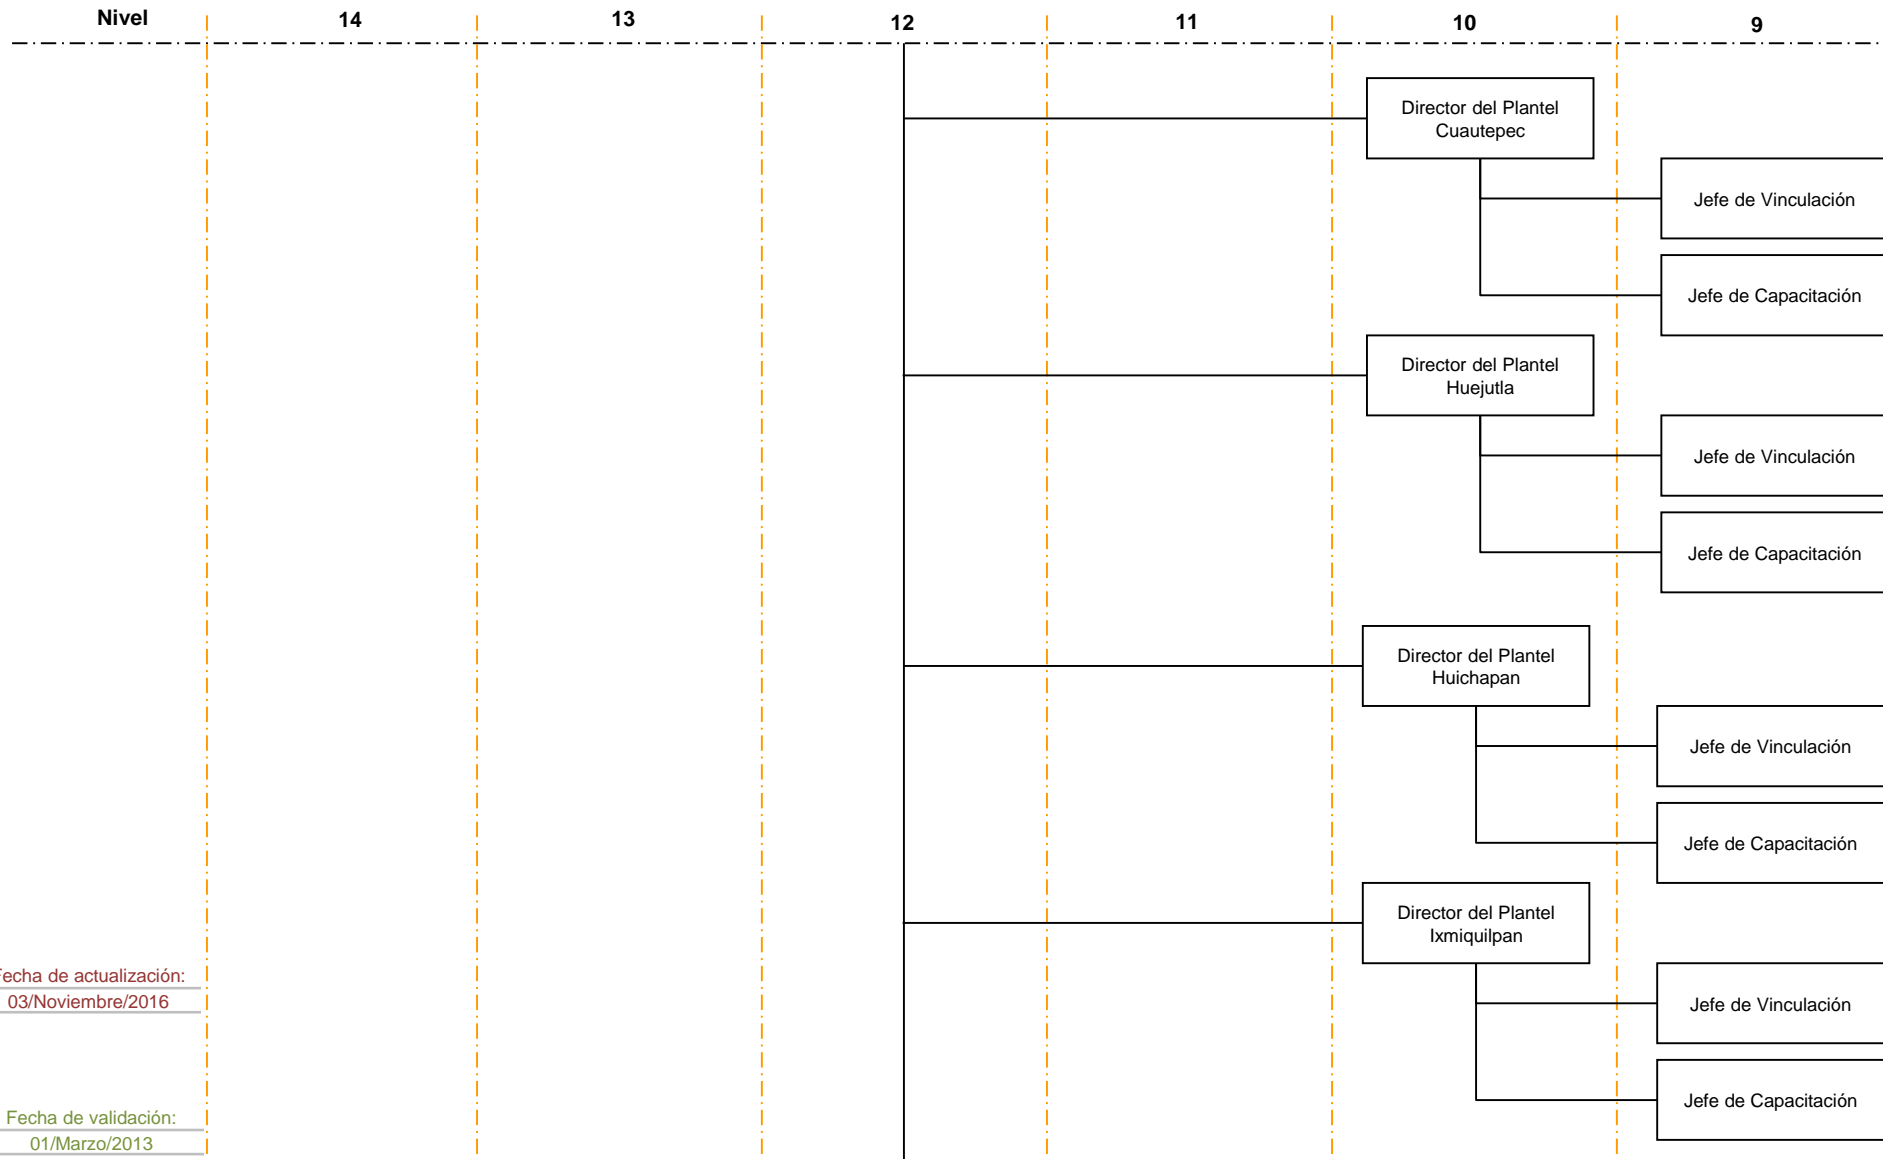 Nivel 14 13 12 11 10 9
Director del Plantel
Cuautepec
Jefe de Vinculación
Jefe de Capacitación
Director del Plantel
Huejutla
Jefe de Vinculación
Jefe de Capacitación
Director del Plantel
Huichapan
Jefe de Vinculación
Jefe de Capacitación
Director del Plantel
Ixmiquilpan
Jefe de Vinculación
Jefe de Capacitación
Fecha de actualización:
03/Noviembre/2016
Fecha de validación:
01/Marzo/2013